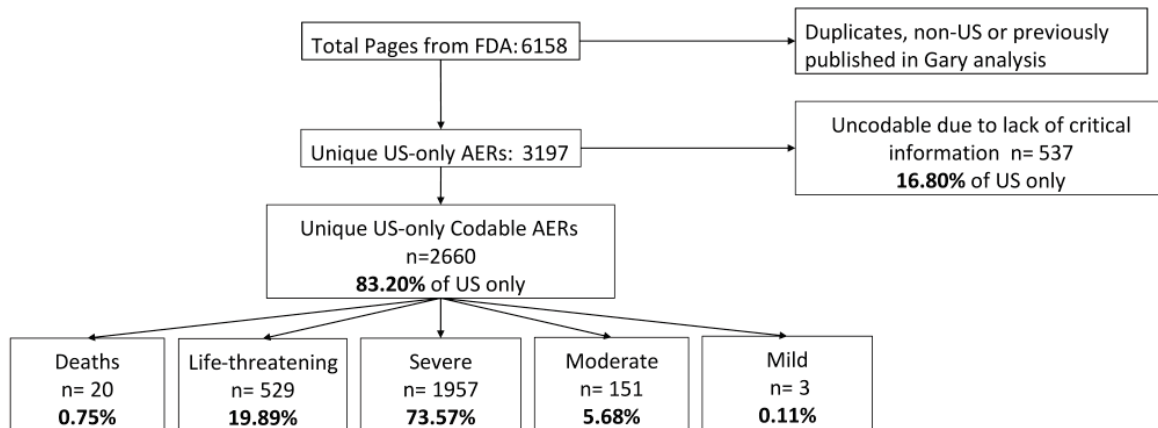 Total Pages from FDA: 6158
Duplicates, non-US or previously
published in Gary analysis
Unique US-only AERs: 3197
Uncodable due to lack of critical
information n= 537
16.80% of US only
Unique US-only Codable AERs
n=2660
83.20% of US only
Deaths
n= 20
0.75%
Life-threatening
n= 529
19.89%
Severe
n= 1957
73.57%
Moderate
n= 151
5.68%
Mild
n= 3
0.11%